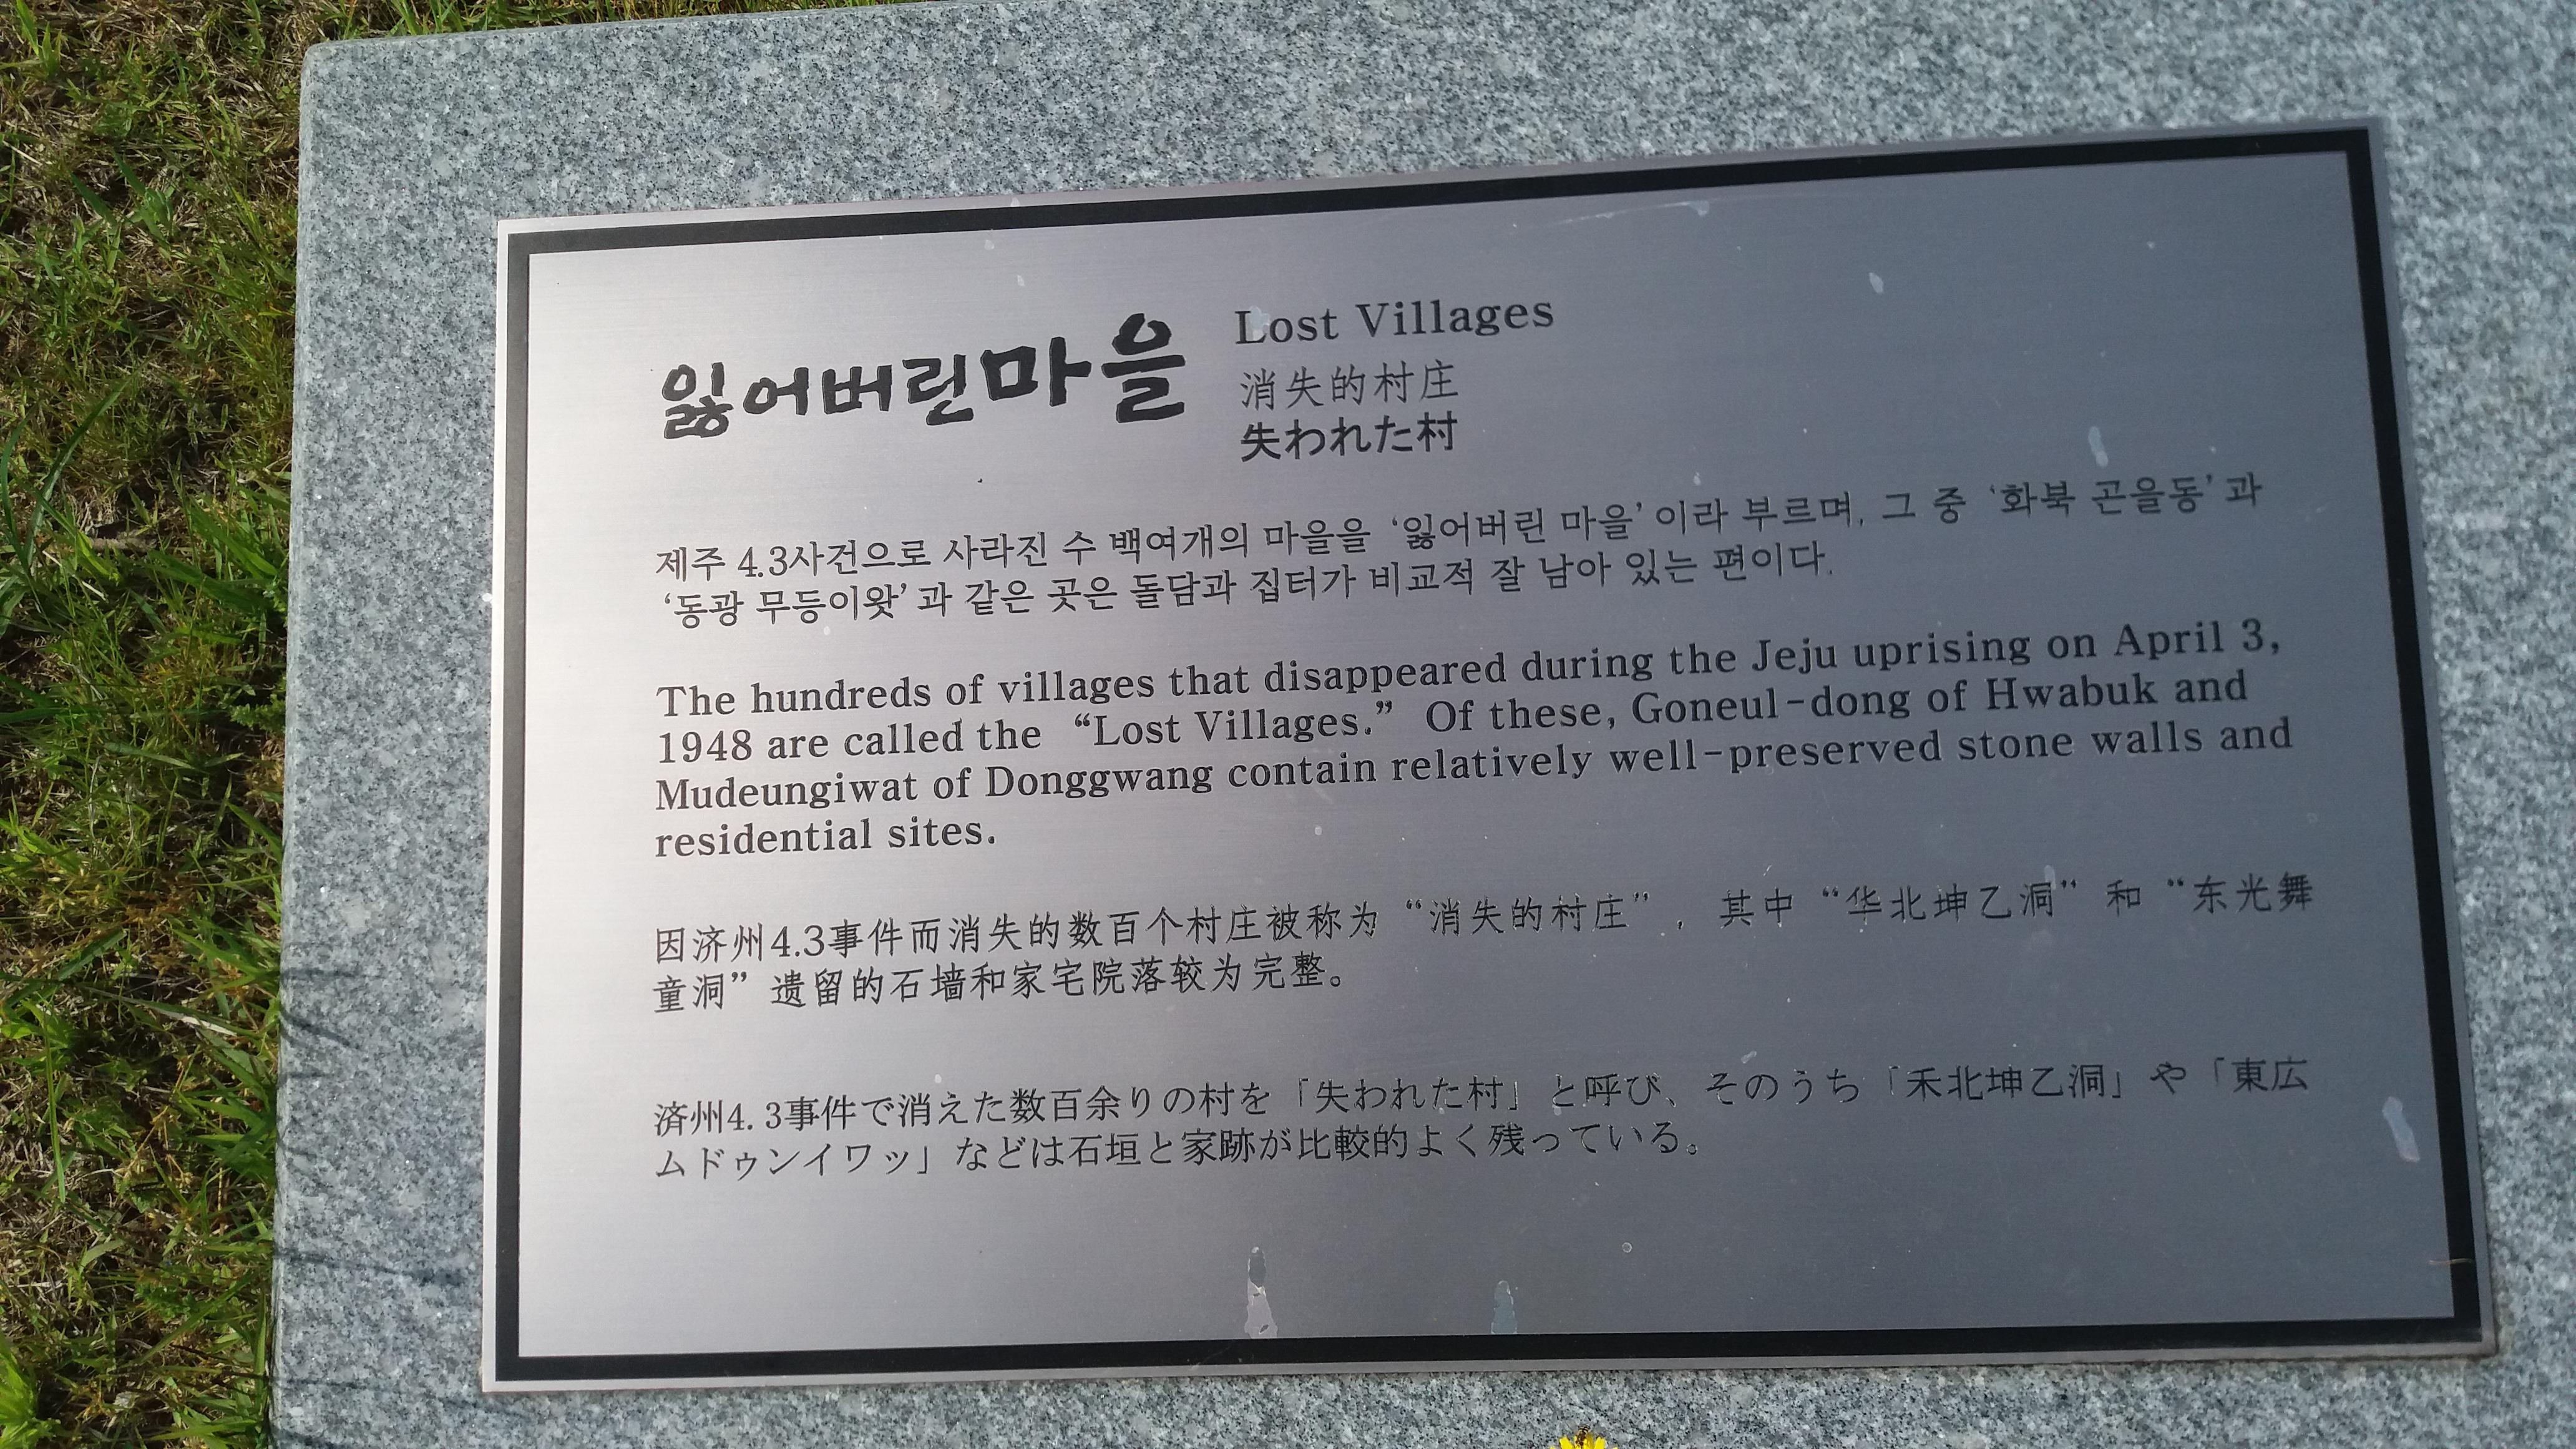 잃어버린마을
Lost Villages
消失的村庄
失われた村
제주 4.3사건으로 사라진 수 백여개의 마을을 ‘잃어버린 마을’이라 부르며, 그 중 ‘화북 곤을동’과
‘동광 무등이왓’과 같은 곳은 돌담과 집터가 비교적 잘 남아 있는 편이다.
The hundreds of villages that disappeared during the Jeju uprising on April 3,
1948 are called the “Lost Villages.” Of these, Goneul-dong of Hwabuk and
Mudeungiwat of Donggwang contain relatively well-preserved stone walls and
residential sites.
因济州4.3事件而消失的数百个村庄被称为“消失的村庄”，其中“华北坤乙洞”和“东光舞
童洞”遗留的石墙和家宅院落较为完整。
済州4.3事件で消えた数百余りの村を「失われた村」と呼び、そのうち「禾北坤乙洞」や「東広
ムドゥンイワッ」などは石垣と家跡が比較的よく残っている。